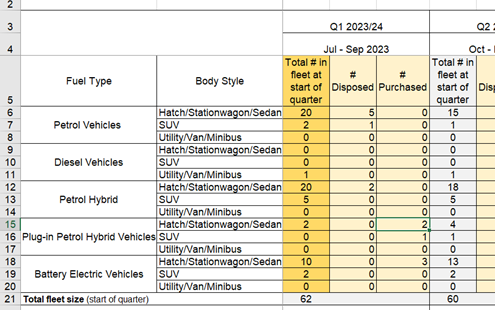 2
3 Q1 2023/24 Q2
4 Jul - Sep 2023 Oct -
5 Fuel Type Body Style Total # in fleet at start of quarter # Disposed # Purchased Total # in fleet at start of quarter
6 Hatch/Stationwagon/Sedan 20 5 0 15
7 Petrol Vehicles SUV 2 1 0 1
8 Utility/Van/Minibus 0 0 0 0
9 Hatch/Stationwagon/Sedan 0 0 0 0
10 Diesel Vehicles SUV 0 0 0 0
11 Utility/Van/Minibus 1 0 0 1
12 Hatch/Stationwagon/Sedan 20 2 0 18
13 Petrol Hybrid SUV 5 0 0 5
14 Utility/Van/Minibus 0 0 0 0
15 Hatch/Stationwagon/Sedan 2 0 2 4
16 Plug-in Petrol Hybrid Vehicles SUV 0 0 1 1
17 Utility/Van/Minibus 0 0 0 0
18 Hatch/Stationwagon/Sedan 10 0 3 13
19 Battery Electric Vehicles SUV 2 0 0 2
20 Utility/Van/Minibus 0 0 0 0
21 Total fleet size (start of quarter) 62 60